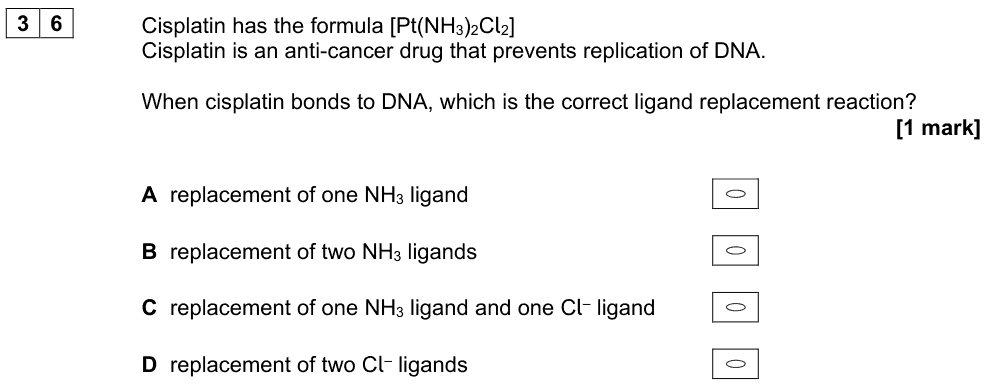 3 6 Cisplatin has the formula [Pt(NH₃)₂Cl₂]
Cisplatin is an anti-cancer drug that prevents replication of DNA.
When cisplatin bonds to DNA, which is the correct ligand replacement reaction?
[1 mark]
A replacement of one NH₃ ligand
B replacement of two NH₃ ligands
C replacement of one NH₃ ligand and one Cl⁻ ligand
D replacement of two Cl⁻ ligands